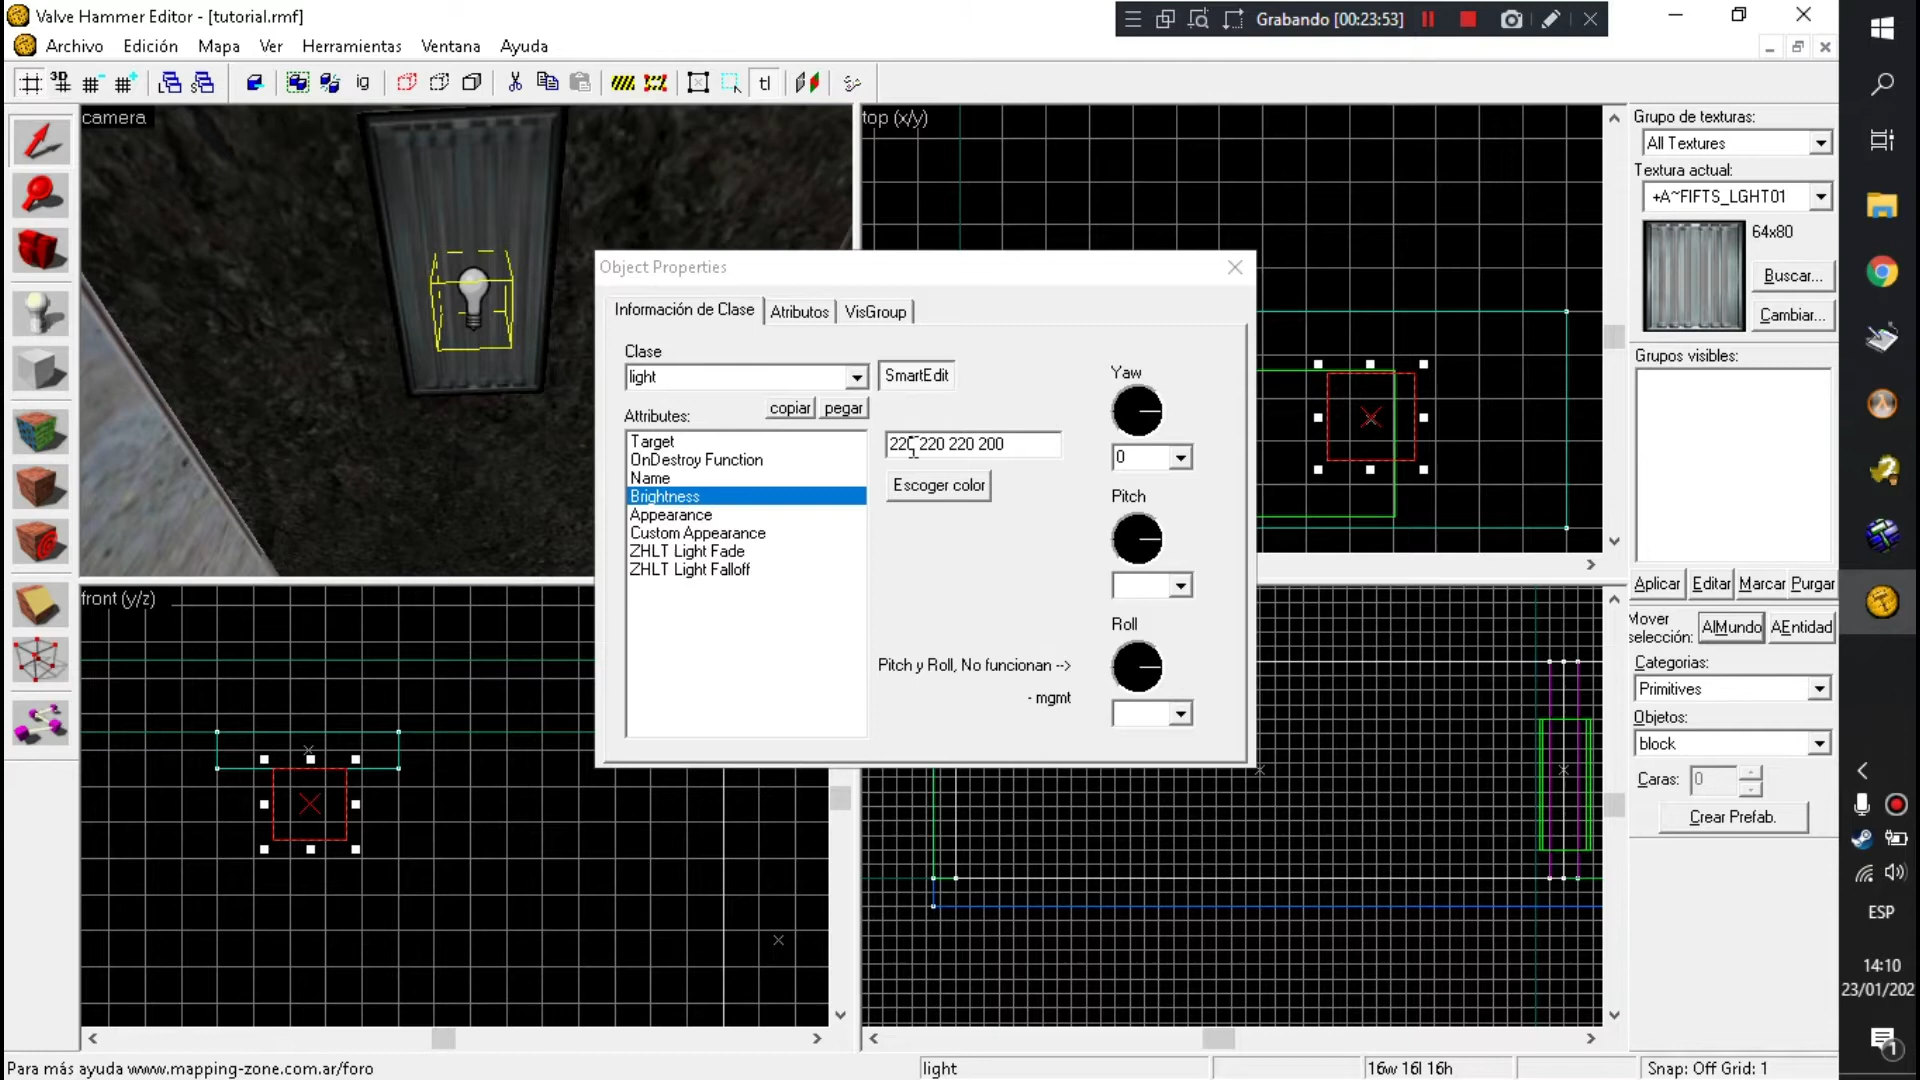 Valve Hammer Editor - [tutorial.rmf]
Grabando [00:23:53]
Archivo Edición Mapa Ver Herramientas Ventana Ayuda
3D
ig
tl
camera
top (x/y)
front (y/z)
Object Properties
Información de Clase Atributos VisGroup
Clase
light
SmartEdit
Attributes:
copiar pegar
Target
OnDestroy Function
Name
Brightness
Appearance
Custom Appearance
ZHLT Light Fade
ZHLT Light Falloff
220 220 220 200
Escoger color
Yaw
0
Pitch
Roll
Pitch y Roll, No funcionan -->
- mgmt
Grupo de texturas:
All Textures
Textura actual:
+A~FIFTS_LGHT01
64x80
Buscar...
Cambiar...
Grupos visibles:
Aplicar Editar Marcar Purgar
Mover
selección: AlMundo AEntidad
Categorias:
Primitives
Objetos:
block
Caras: 0
Crear Prefab.
Para más ayuda www.mapping-zone.com.ar/foro
light
16w 16l 16h
Snap: Off Grid: 1
ESP
14:10
23/01/202
1